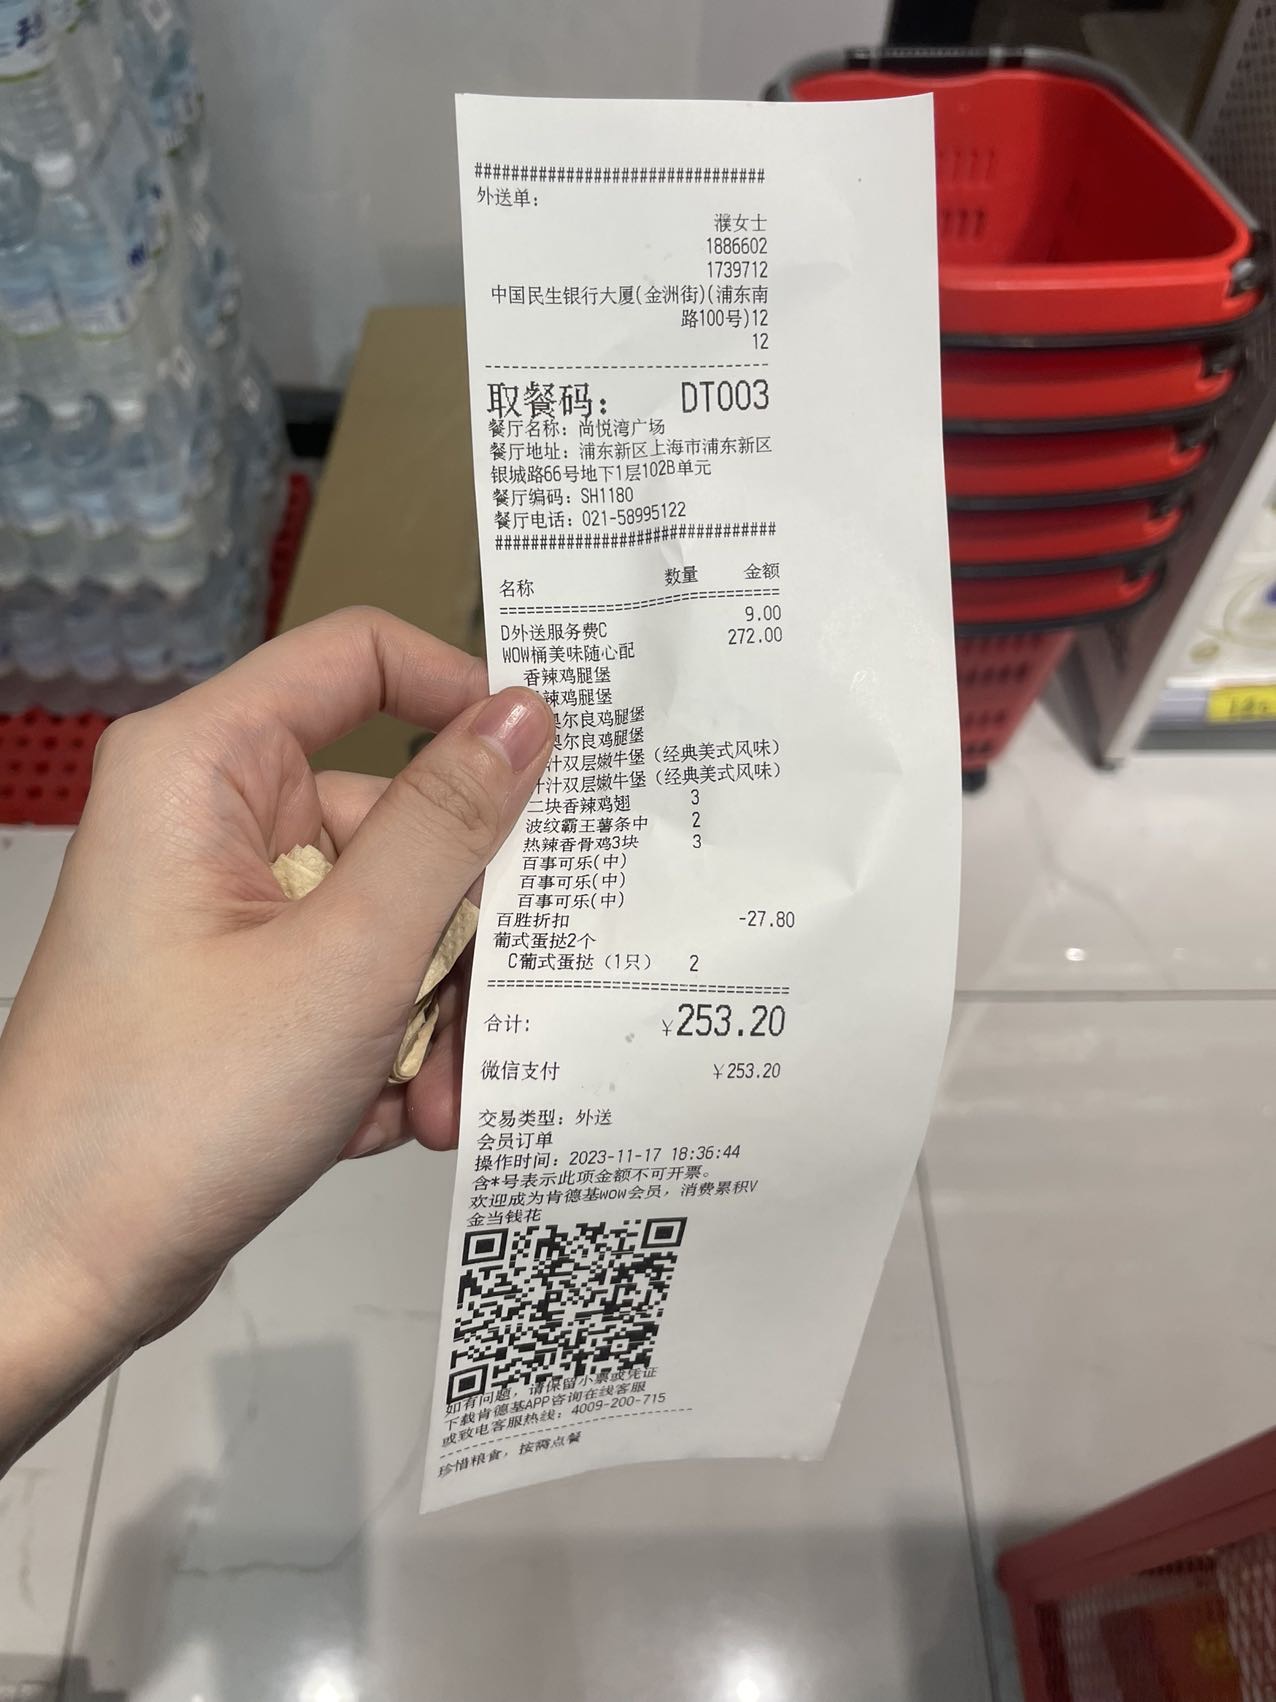 ##############################
外送单:
濮女士
1886602
1739712
中国民生银行大厦(金洲街)(浦东南
路100号)12
12
------------------------------
取餐码: DT003
餐厅名称: 尚悦湾广场
餐厅地址: 浦东新区上海市浦东新区
银城路66号地下1层102B单元
餐厅编码: SH1180
餐厅电话: 021-58995122
##############################
名称 数量 金额
==============================
D外送服务费C 9.00
WOW桶美味随心配 272.00
香辣鸡腿堡
辣鸡腿堡
奥尔良鸡腿堡
奥尔良鸡腿堡
汁汁双层嫩牛堡（经典美式风味）
汁汁双层嫩牛堡（经典美式风味）
二块香辣鸡翅 3
波纹霸王薯条中 2
热辣香骨鸡3块 3
百事可乐(中)
百事可乐(中)
百事可乐(中)
百胜折扣 -27.80
葡式蛋挞2个
C葡式蛋挞（1只） 2
==============================
合计: ¥253.20
微信支付 ¥253.20
交易类型: 外送
会员订单
操作时间: 2023-11-17 18:36:44
含*号表示此项金额不可开票。
欢迎成为肯德基WOW会员，消费累积V
金当钱花
如有问题，请保留小票或凭证
下载肯德基APP咨询在线客服
或致电客服热线: 4009-200-715
------------------------------
珍惜粮食，按需点餐